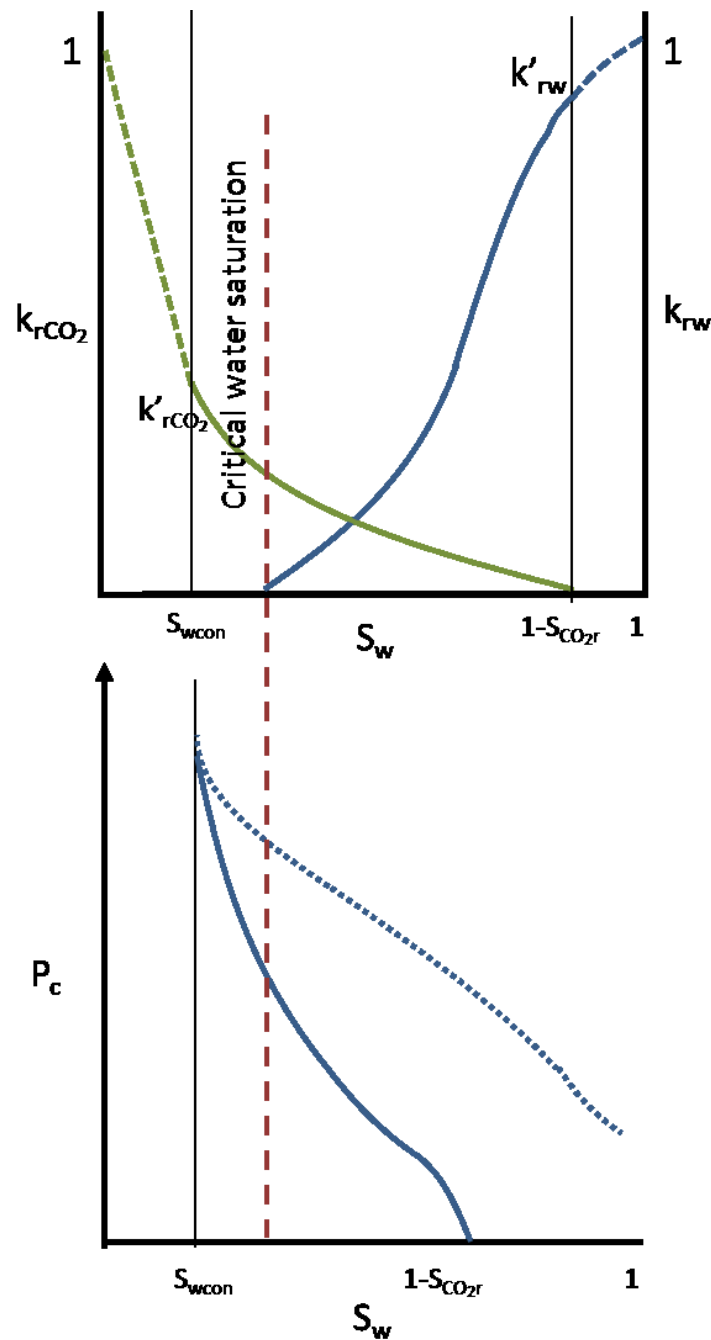 1
1
k'rw
Critical water saturation
krCO2
krw
k'rCO2
Swcon
Sw
1-SCO2r
1
Pc
Swcon
1-SCO2r
1
Sw